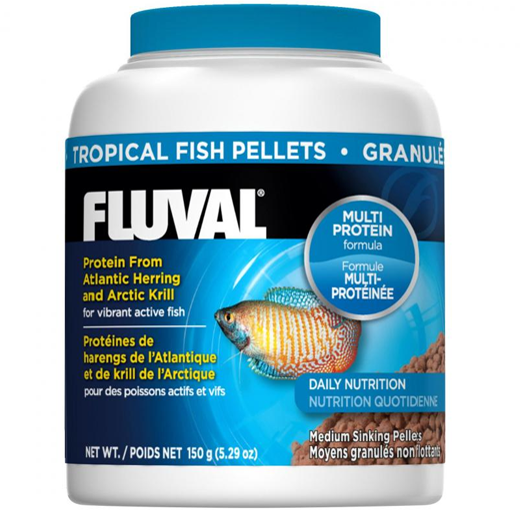 • TROPICAL FISH PELLETS • GRANULÉ
FLUVAL®
MULTI
PROTEIN
formula
Formule
MULTI-
PROTÉINÉE
Protein From
Atlantic Herring
and Arctic Krill
for vibrant active fish
Protéines de
harengs de l'Atlantique
et de krill de l'Arctique
pour des poissons actifs et vifs
DAILY NUTRITION
NUTRITION QUOTIDIENNE
Medium Sinking Pellets
Moyens granulés non flottants
NET WT./POIDS NET 150 g (5.29 oz)